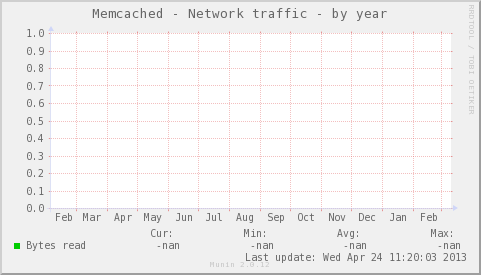 Memcached - Network traffic - by year
RRDTOOL / TOBI OETIKER
1.0
0.9
0.8
0.7
0.6
0.5
0.4
0.3
0.2
0.1
0.0
Feb Mar Apr May Jun Jul Aug Sep Oct Nov Dec Jan Feb
Cur: Min: Avg: Max:
Bytes read -nan -nan -nan -nan
Last update: Wed Apr 24 11:20:03 2013
Munin 2.0.12